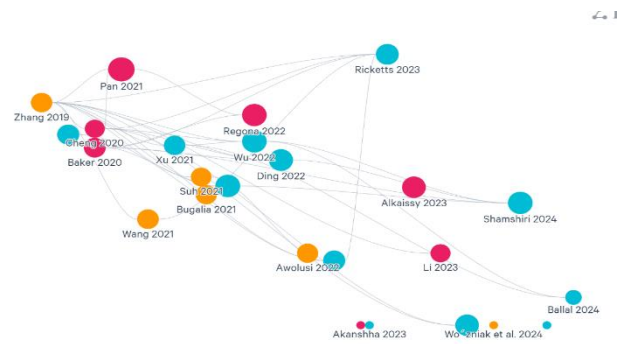 Ricketts 2023
Pan 2021
Zhang 2019
Regona 2022
Cheng 2020
Wu 2022
Baker 2020
Xu 2021
Ding 2022
Suh 2021
Alkaissy 2023
Bugalia 2021
Shamshiri 2024
Wang 2021
Awolusi 2022
Li 2023
Ballal 2024
Akanshha 2023
et al. 2024